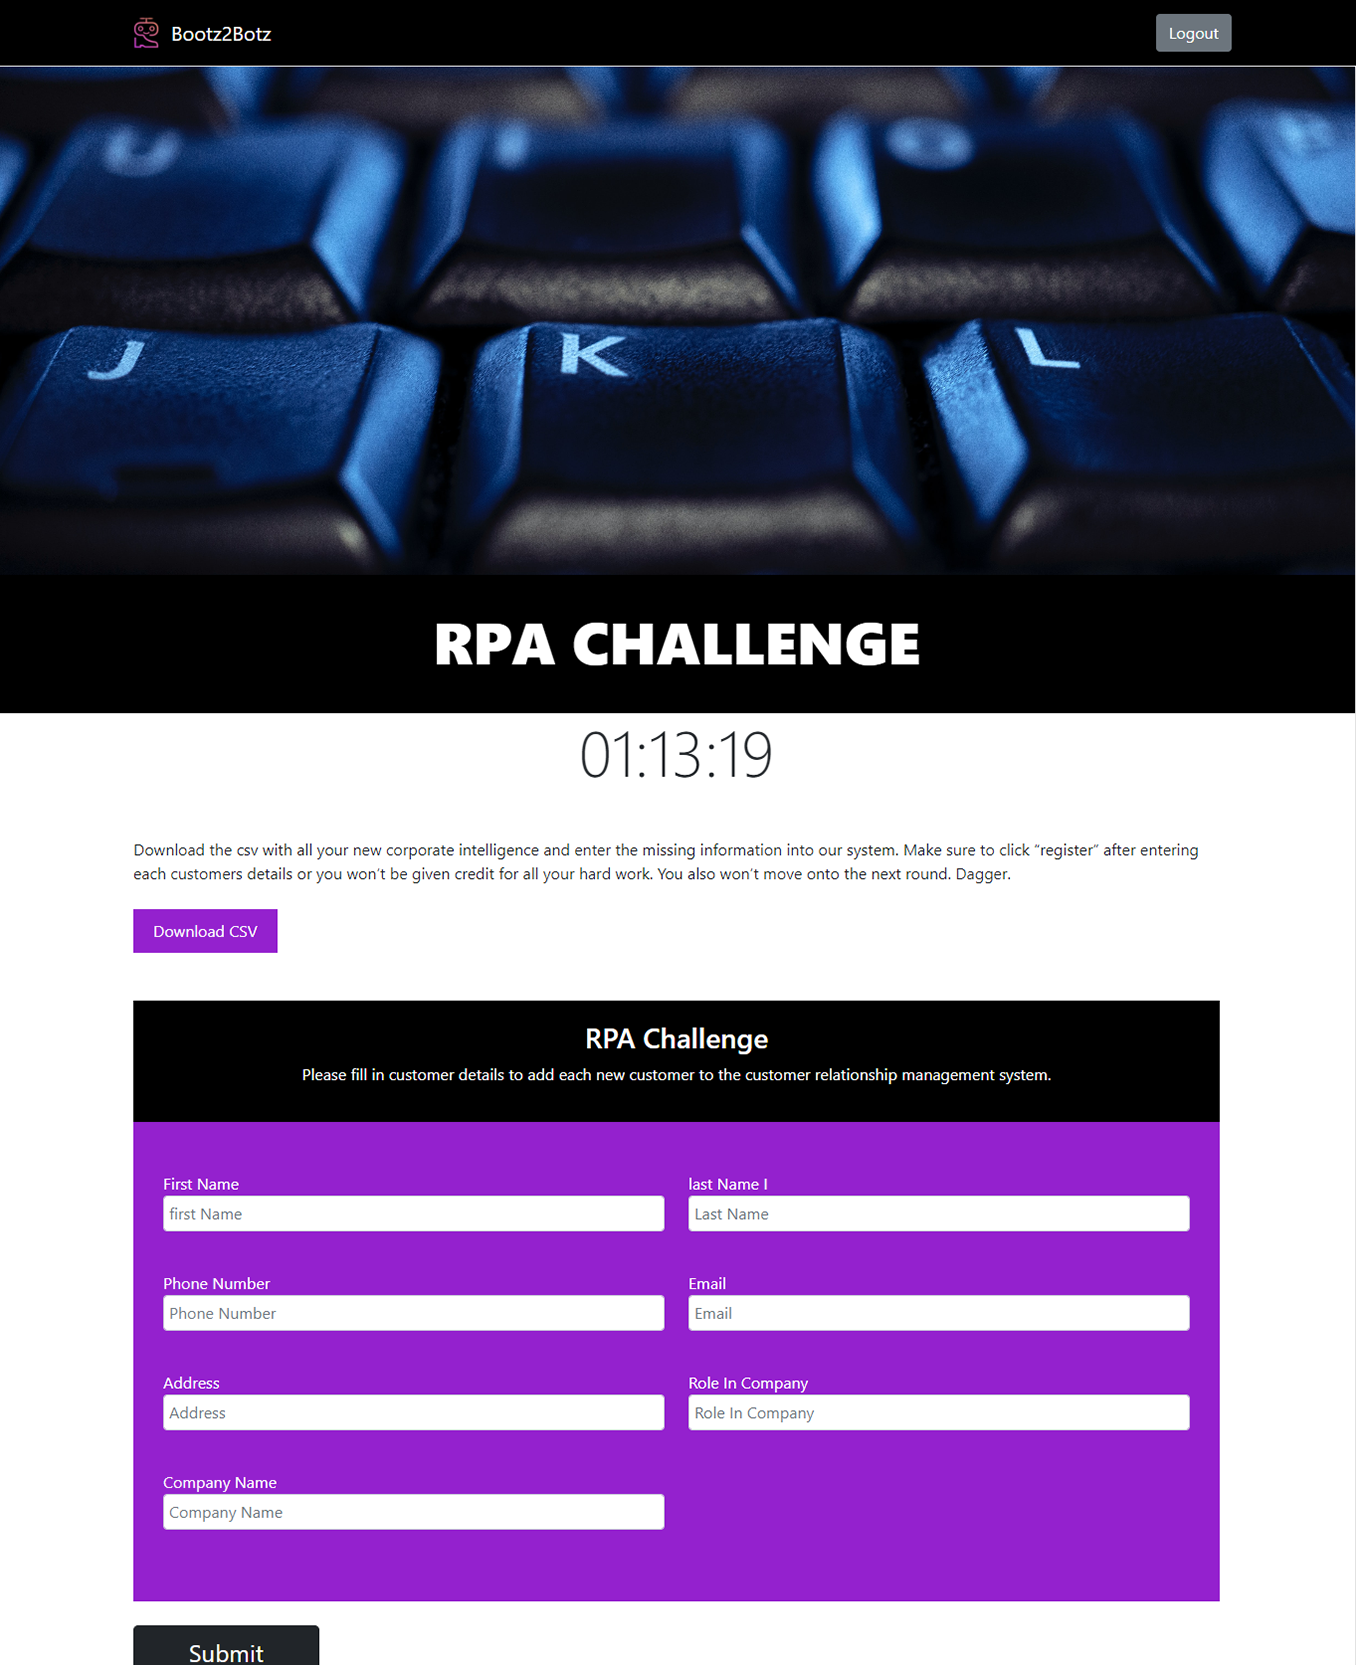 Bootz2Botz
Logout
U I O
J K L
RPA CHALLENGE
01:13:19
Download the csv with all your new corporate intelligence and enter the missing information into our system. Make sure to click “register” after entering
each customers details or you won’t be given credit for all your hard work. You also won’t move onto the next round. Dagger.
Download CSV
RPA Challenge
Please fill in customer details to add each new customer to the customer relationship management system.
First Name
last Name I
first Name
Last Name
Phone Number
Email
Phone Number
Email
Address
Role In Company
Address
Role In Company
Company Name
Company Name
Submit